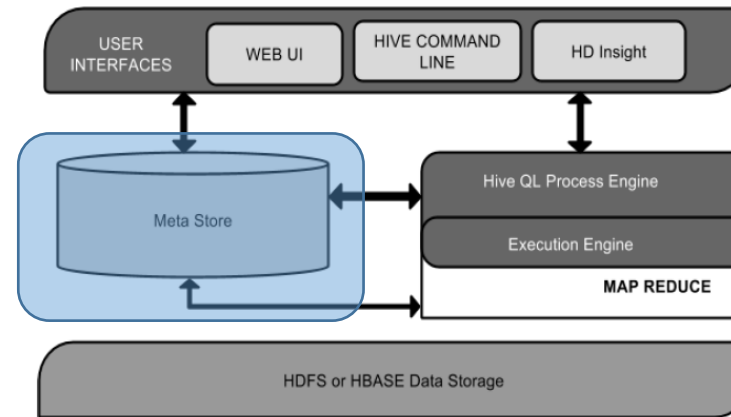 USER
INTERFACES
WEB UI
HIVE COMMAND
LINE
HD Insight
Meta Store
Hive QL Process Engine
Execution Engine
MAP REDUCE
HDFS or HBASE Data Storage